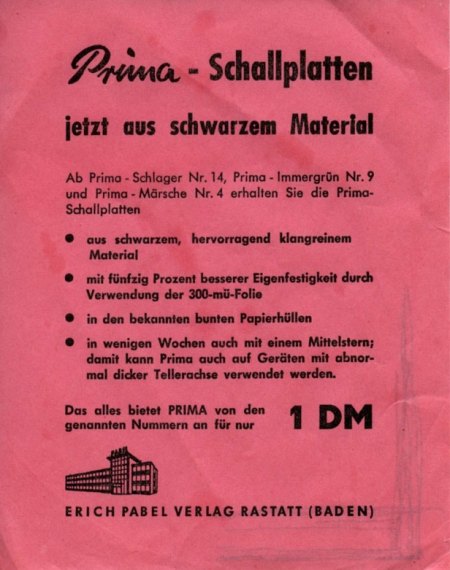 Prima - Schallplatten
jetzt aus schwarzem Material
Ab Prima - Schlager Nr. 14, Prima - Immergrün Nr. 9
und Prima - Märsche Nr. 4 erhalten Sie die Prima-
Schallplatten
• aus schwarzem, hervorragend klangreinem
Material
• mit fünfzig Prozent besserer Eigenfestigkeit durch
Verwendung der 300-mü-Folie
• in den bekannten bunten Papierhüllen
• in wenigen Wochen auch mit einem Mittelstern;
damit kann Prima auch auf Geräten mit abnor-
mal dicker Tellerachse verwendet werden.
Das alles bietet PRIMA von den
genannten Nummern an für nur 1 DM
ERICH PABEL VERLAG RASTATT (BADEN)